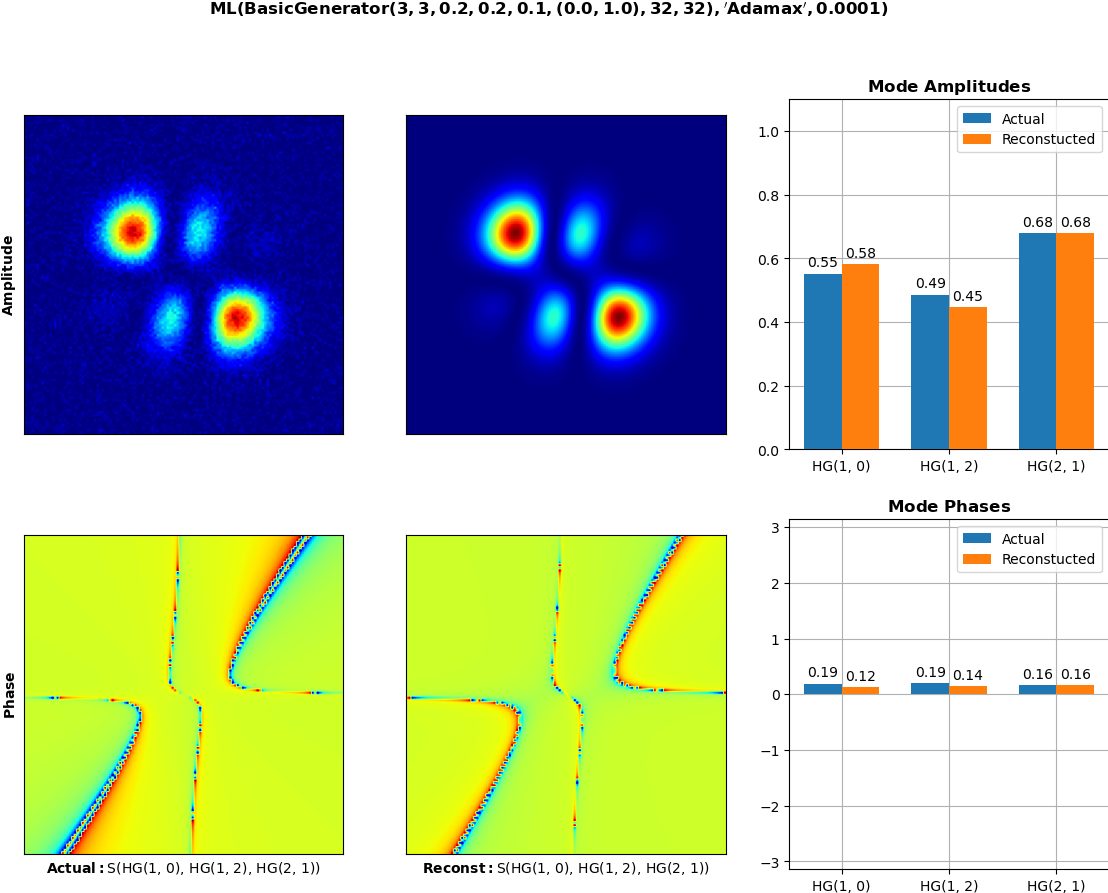 ML(BasicGenerator(3, 3, 0.2, 0.2, 0.1, (0.0, 1.0), 32, 32), ′Adamax′, 0.0001)
Amplitude
Mode Amplitudes
Actual
Reconstucted
1.0
0.8
0.6
0.4
0.2
0.0
0.55
0.58
0.49
0.45
0.68
0.68
HG(1, 0)
HG(1, 2)
HG(2, 1)
Phase
Actual: S(HG(1, 0), HG(1, 2), HG(2, 1))
Reconst: S(HG(1, 0), HG(1, 2), HG(2, 1))
Mode Phases
Actual
Reconstucted
3
2
1
0
−1
−2
−3
0.19
0.12
0.19
0.14
0.16
0.16
HG(1, 0)
HG(1, 2)
HG(2, 1)